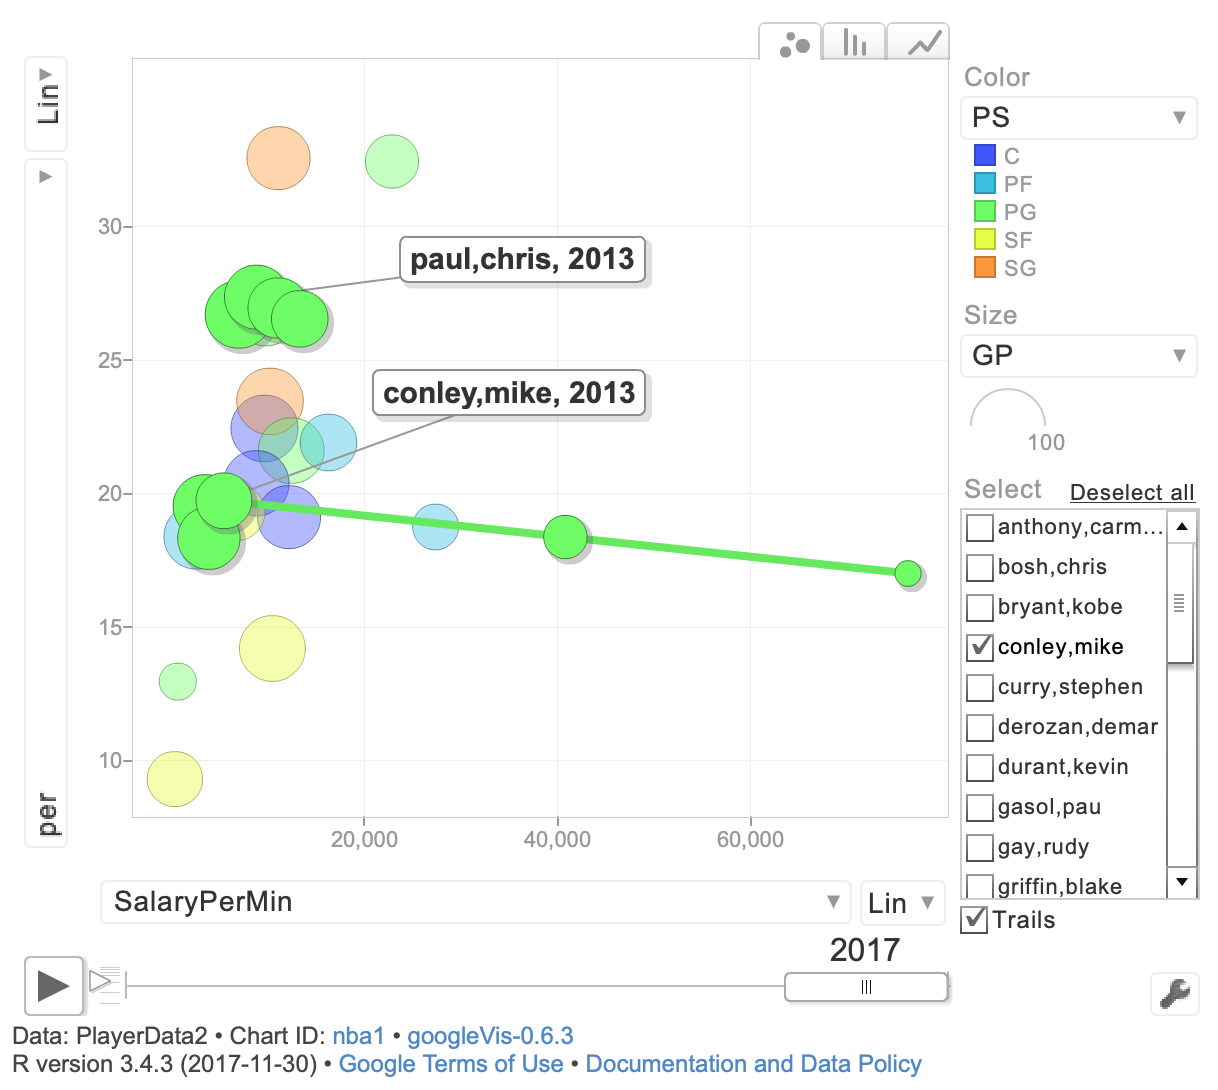 Color
Lin
PS
C
PF
PG
SF
SG
30
paul,chris, 2013
Size
GP
25
conley,mike, 2013
100
20
Select Deselect all
anthony,carm...
bosh,chris
bryant,kobe
conley,mike
curry,stephen
derozan,demar
durant,kevin
gasol,pau
gay,rudy
griffin,blake
15
10
per
20,000 40,000 60,000
SalaryPerMin Lin
Trails
2017
Data: PlayerData2 • Chart ID: nba1 • googleVis-0.6.3
R version 3.4.3 (2017-11-30) • Google Terms of Use • Documentation and Data Policy